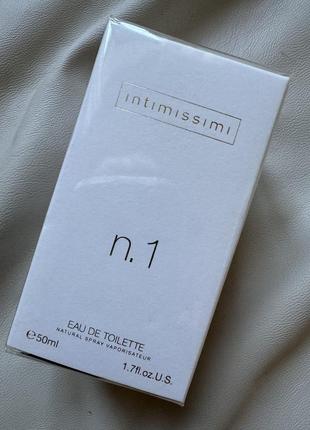 intimissimi
n.1
EAU DE TOILETTE
NATURAL SPRAY VAPORISATEUR
℮50ml
1.7fl.oz.U.S.